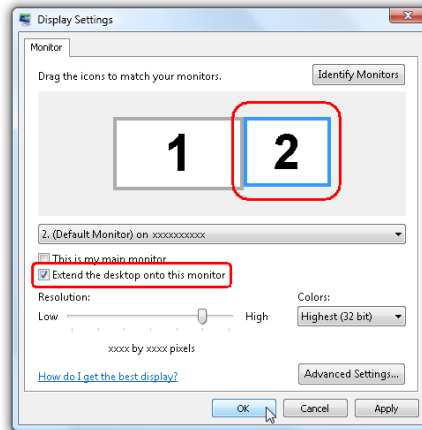 Display Settings
Monitor
Drag the icons to match your monitors.
Identify Monitors
1
2
2. (Default Monitor) on xxxxxxxxxx
This is my main monitor
Extend the desktop onto this monitor
Resolution:
Colors:
Low
High
Highest (32 bit)
xxxx by xxxx pixels
How do I get the best display?
Advanced Settings...
OK
Cancel
Apply